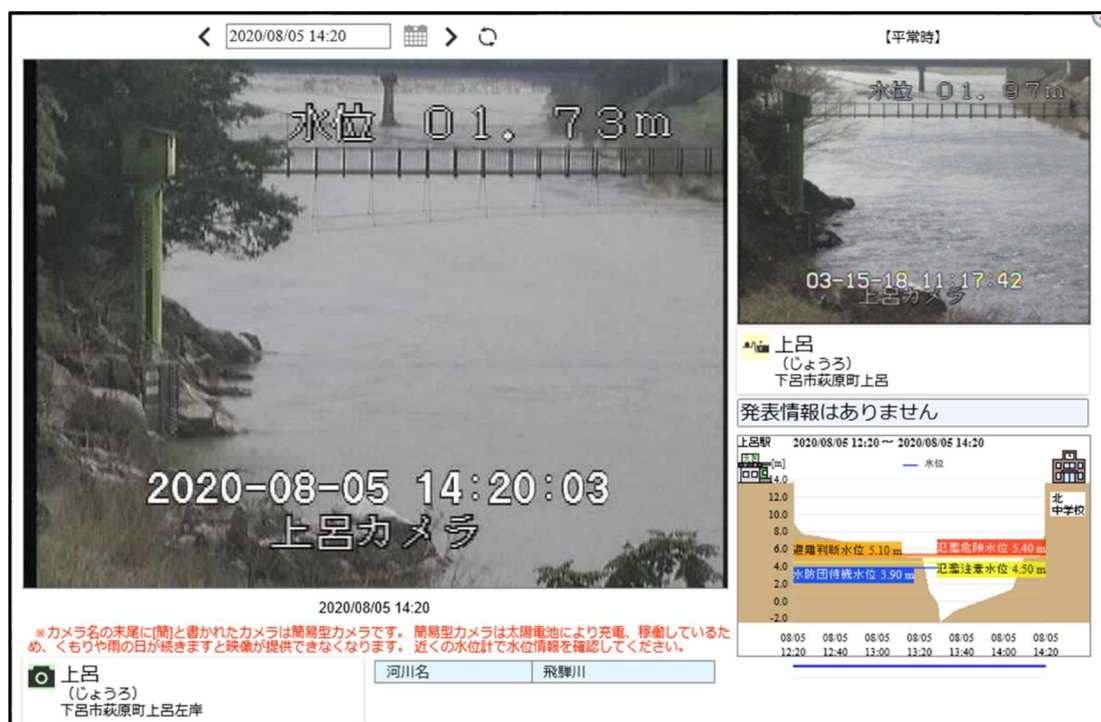 2020/08/05 14:20
【平常時】
水位 01.73m
2020-08-05 14:20:03
上呂カメラ
水位 01.97m
03-15-18 11:17:42
上呂カメラ
上呂
(じょうろ)
下呂市萩原町上呂
発表情報はありません
上呂駅 2020/08/05 12:20 ~ 2020/08/05 14:20
[m] 水位
14.0
12.0
10.0
8.0
6.0
4.0
2.0
0.0
-2.0
北
中学校
避難判断水位 5.10 m
氾濫危険水位 5.40 m
水防団待機水位 3.90 m
氾濫注意水位 4.50 m
08/05 08/05 08/05 08/05 08/05 08/05 08/05
12:20 12:40 13:00 13:20 13:40 14:00 14:20
2020/08/05 14:20
※カメラ名の末尾に[簡]と書かれたカメラは簡易型カメラです。 簡易型カメラは太陽電池により充電、稼働しているた
め、くもりや雨の日が続きますと映像が提供できなくなります。 近くの水位計で水位情報を確認してください。
上呂
(じょうろ)
下呂市萩原町上呂左岸
河川名 飛騨川